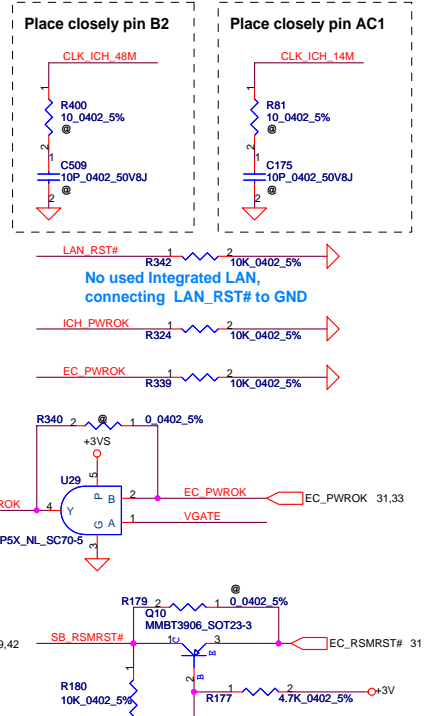 Place closely pin B2
Place closely pin AC1
CLK_ICH_48M
CLK_ICH_14M
1
1
R400
10_0402_5%
@
R81
10_0402_5%
@
2
2
1
1
C509
10P_0402_50V8J
@
C175
10P_0402_50V8J
@
2
2
LAN_RST#
1
2
R342
10K_0402_5%
No used Integrated LAN,
connecting LAN_RST# to GND
ICH_PWROK
1
2
R324
10K_0402_5%
EC_PWROK
1
2
R339
10K_0402_5%
R340
2
@
1
0_0402_5%
+3VS
U29
5
P
B
2
EC_PWROK
EC_PWROK 31,33
ROK
4
Y
G
A
1
VGATE
3
P5X_NL_SC70-5
@
R179
2
1
0_0402_5%
Q10
MMBT3906_SOT23-3
9,42
SB_RSMRST#
1
C
E
3
EC_RSMRST# 31
B
2
1
R180
10K_0402_5%
R177
1
2
4.7K_0402_5%
+3V